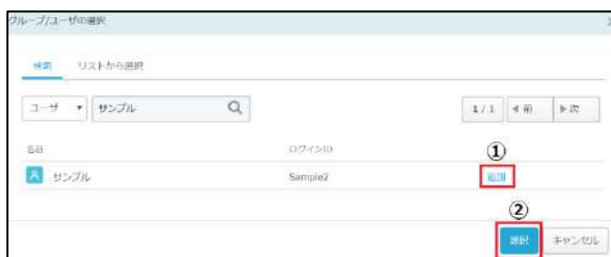 グループ/ユーザの選択
検索 リストから選択
ユーザ ▼ サンプル 1 / 1 ◀ 前 ▶ 次
名前 ログインID ①
サンプル Sample2 追加
②
選択 キャンセル